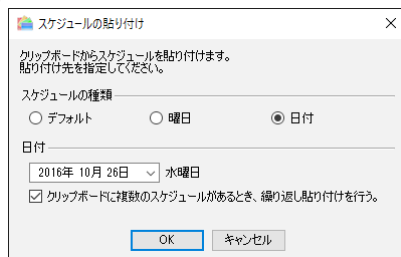 スケジュールの貼り付け
クリップボードからスケジュールを貼り付けます。
貼り付け先を指定してください。
スケジュールの種類
デフォルト 曜日 日付
日付
2016年 10月 26日 水曜日
クリップボードに複数のスケジュールがあるとき、繰り返し貼り付けを行う。
OK キャンセル